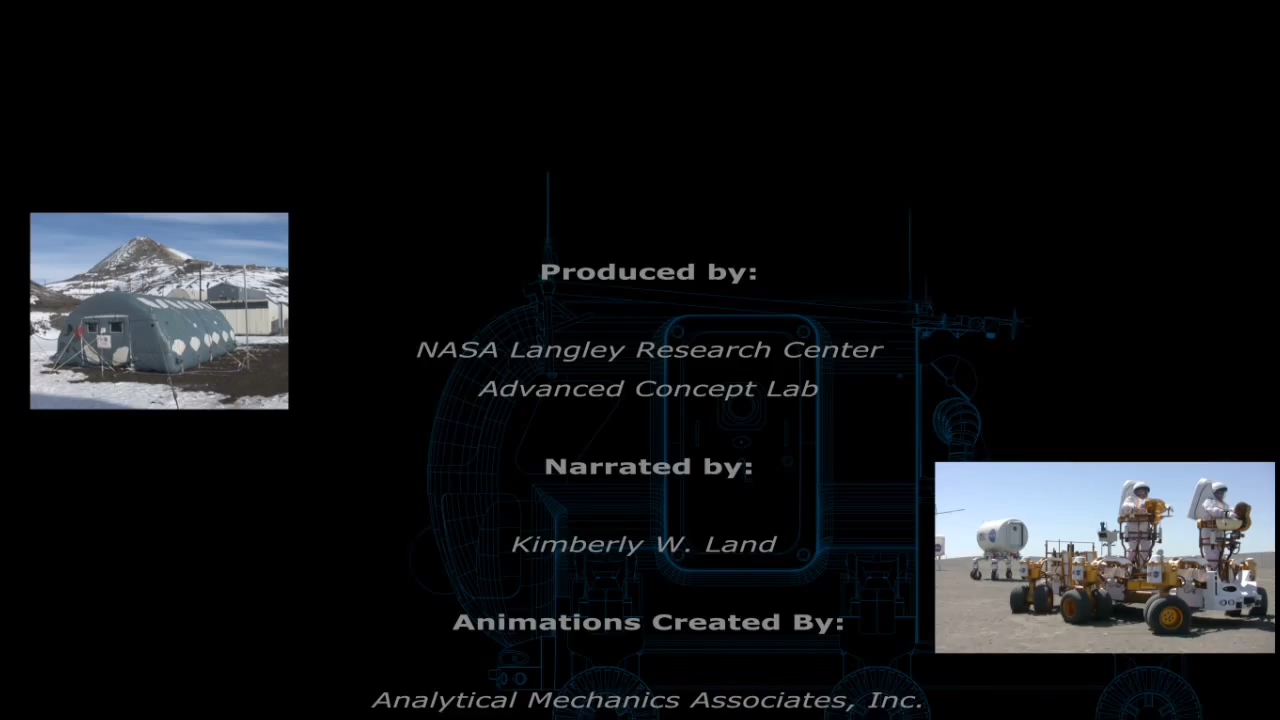 Produced by:
NASA Langley Research Center
Advanced Concept Lab
Narrated by:
Kimberly W. Land
Animations Created By:
Analytical Mechanics Associates, Inc.